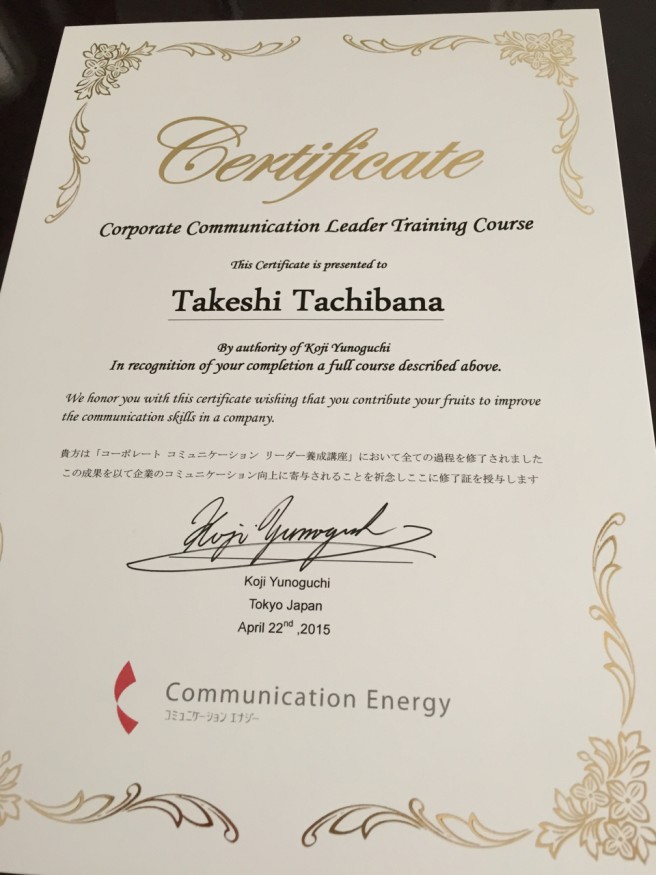 Certificate
Corporate Communication Leader Training Course
This Certificate is presented to
Takeshi Tachibana
By authority of Koji Yunoguchi
In recognition of your completion a full course described above.
We honor you with this certificate wishing that you contribute your fruits to improve
the communication skills in a company.
貴方は「コーポレート コミュニケーション リーダー養成講座」において全ての過程を修了されました
この成果を以て企業のコミュニケーション向上に寄与されることを祈念しここに修了証を授与します
Koji Yunoguchi
Koji Yunoguchi
Tokyo Japan
April 22nd ,2015
Communication Energy
コミュニケーション エナジー